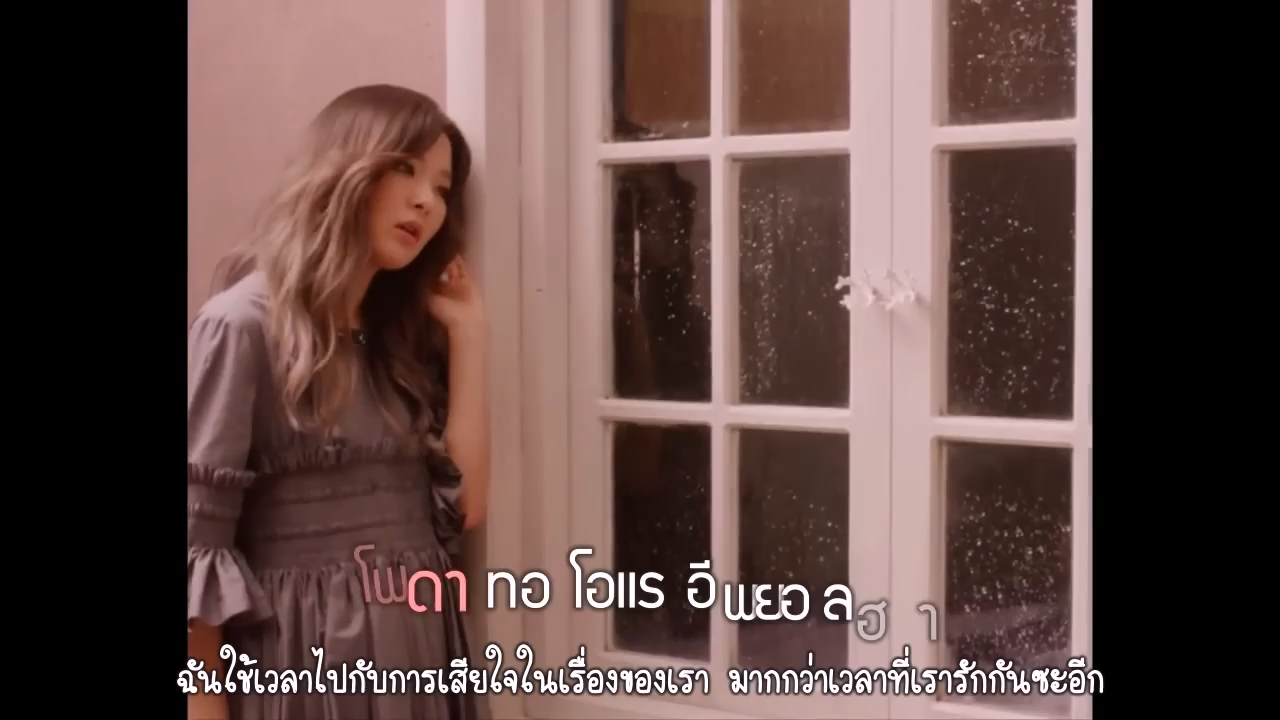 โพดา ทอ โอแร อี พยอ ล ฮ า
ฉันใช้เวลาไปกับการเสียใจในเรื่องของเรา มากกว่าเวลาที่เรารักกันซะอีก